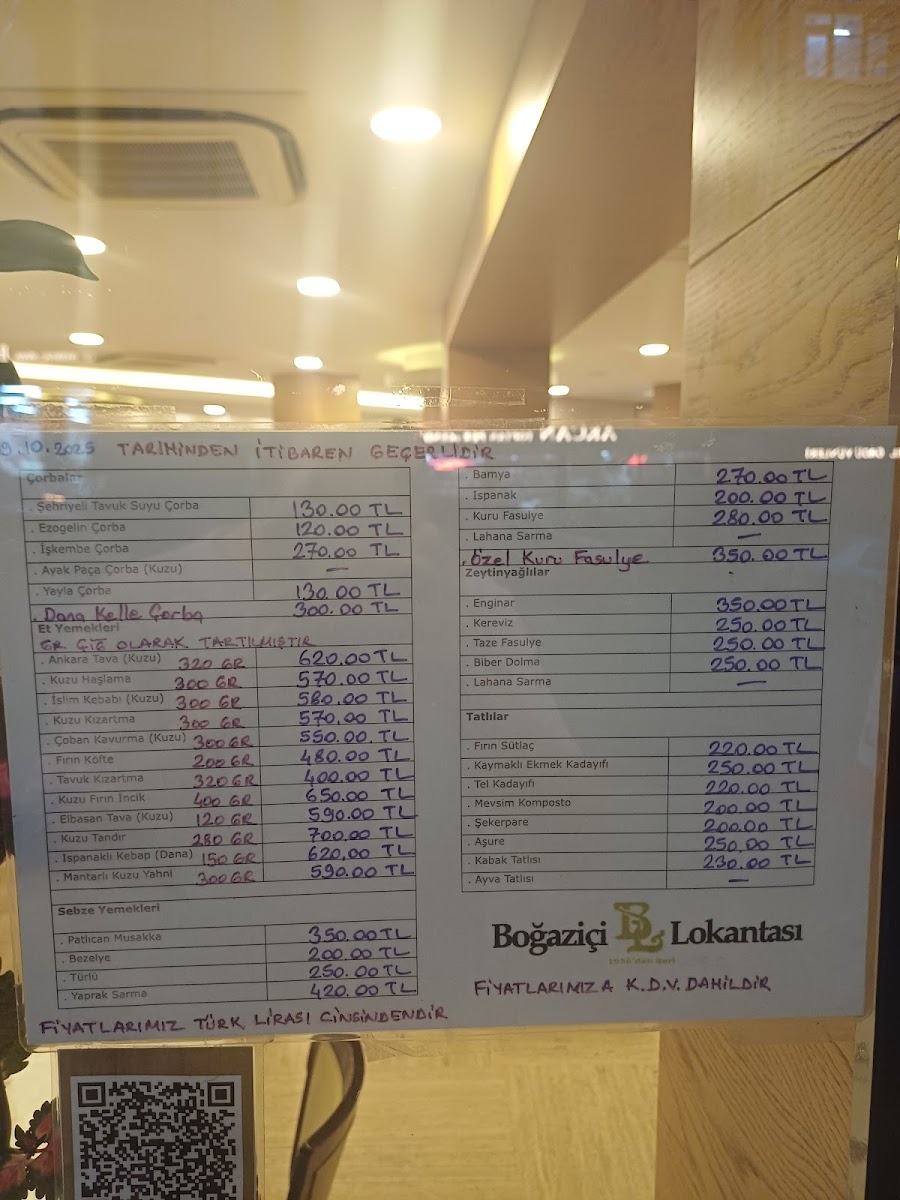 9.10.2025 TARİHİNDEN İTİBAREN GEÇERLİDİR
Çorbalar
. Şehriyeli Tavuk Suyu Çorba 130.00 TL
. Ezogelin Çorba 120.00 TL
. İşkembe Çorba 270.00 TL
. Ayak Paça Çorba (Kuzu) —
. Yayla Çorba 130.00 TL
. Dana Kelle Çorba 300.00 TL
Et Yemekleri
GR ÇİĞ OLARAK TARTILMIŞTIR
. Ankara Tava (Kuzu) 320 GR 620.00 TL
. Kuzu Haşlama 300 GR 570.00 TL
. İslim Kebabı (Kuzu) 300 GR 580.00 TL
. Kuzu Kızartma 300 GR 570.00 TL
. Çoban Kavurma (Kuzu) 300 GR 550.00 TL
. Fırın Köfte 200 GR 480.00 TL
. Tavuk Kızartma 320 GR 400.00 TL
. Kuzu Fırın İncik 400 GR 650.00 TL
. Elbasan Tava (Kuzu) 120 GR 590.00 TL
. Kuzu Tandır 280 GR 700.00 TL
. Ispanaklı Kebap (Dana) 150 GR 620.00 TL
. Mantarlı Kuzu Yahni 300 GR 590.00 TL
Sebze Yemekleri
. Patlıcan Musakka 350.00 TL
. Bezelye 200.00 TL
. Türlü 250.00 TL
. Yaprak Sarma 420.00 TL
FİYATLARIMIZ TÜRK LİRASI CİNSİNDENDİR
. Bamya 270.00 TL
. Ispanak 200.00 TL
. Kuru Fasulye 280.00 TL
. Lahana Sarma —
. Özel Kuru Fasulye 350.00 TL
Zeytinyağlılar
. Enginar 350.00 TL
. Kereviz 250.00 TL
. Taze Fasulye 250.00 TL
. Biber Dolma 250.00 TL
. Lahana Sarma —
Tatlılar
. Fırın Sütlaç 220.00 TL
. Kaymaklı Ekmek Kadayıfı 250.00 TL
. Tel Kadayıfı 220.00 TL
. Mevsim Komposto 200.00 TL
. Şekerpare 200.00 TL
. Aşure 250.00 TL
. Kabak Tatlısı 230.00 TL
. Ayva Tatlısı —
Boğaziçi BL Lokantası
1956'dan Beri
FİYATLARIMIZA K.D.V. DAHİLDİR